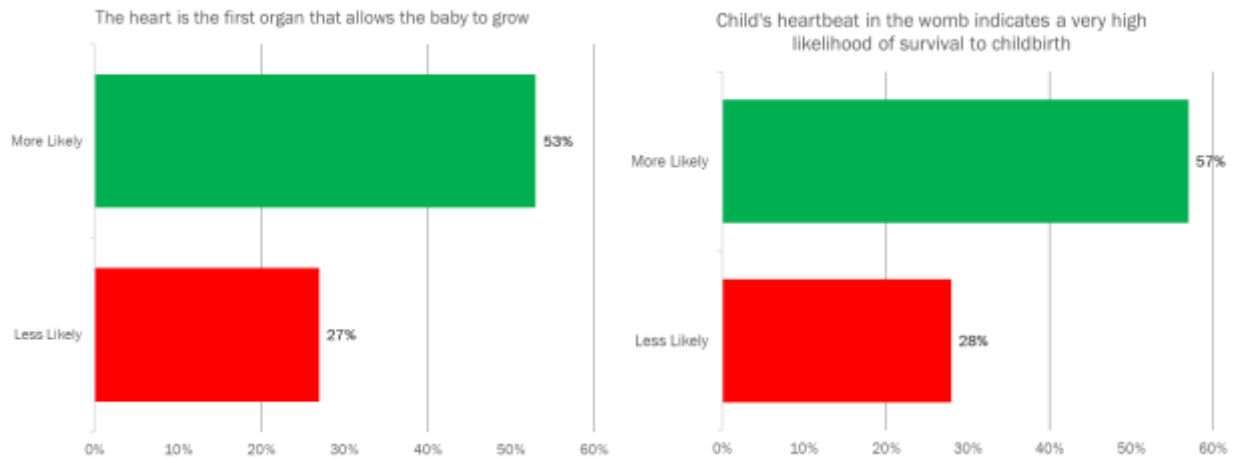 The heart is the first organ that allows the baby to grow
More Likely
53%
Less Likely
27%
0% 10% 20% 30% 40% 50% 60%
Child's heartbeat in the womb indicates a very high
likelihood of survival to childbirth
More Likely
57%
Less Likely
28%
0% 10% 20% 30% 40% 50% 60%